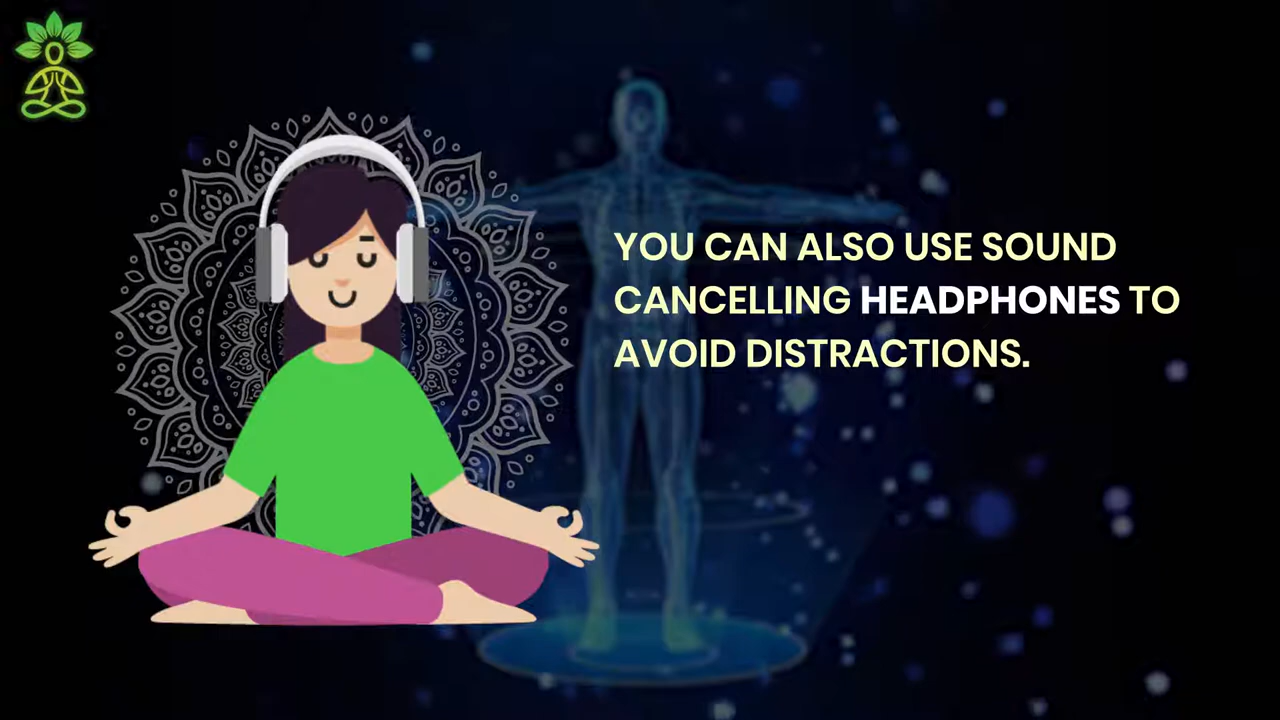 YOU CAN ALSO USE SOUND
CANCELLING HEADPHONES TO
AVOID DISTRACTIONS.